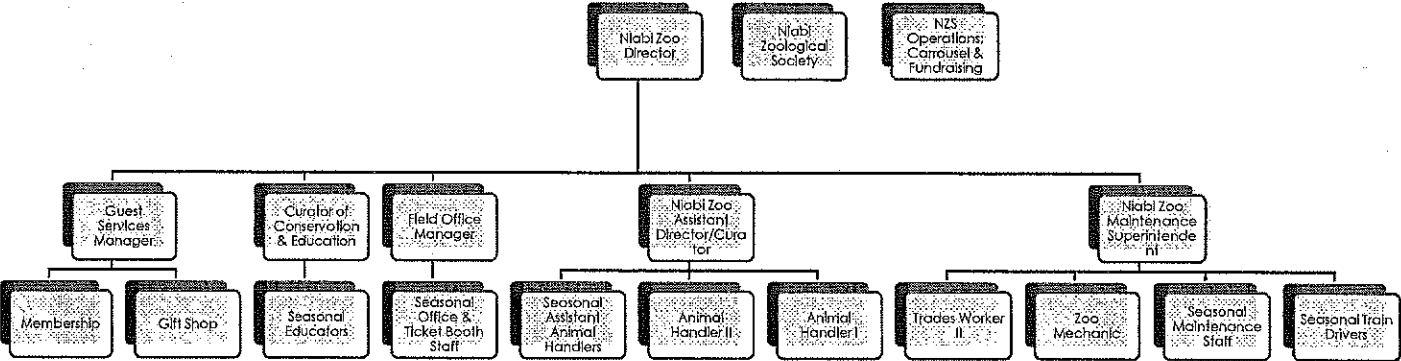 Niabi Zoo
Director
Niabi
Zoological
Society
NZS
Operations;
Carrousel &
Fundraising
Guest
Services
Manager
Curator of
Conservation
& Education
Field Office
Manager
Niabi Zoo
Assistant
Director/Cura
tor
Niabi Zoo
Maintenance
Superintende
nt
Membership
Gift Shop
Seasonal
Educators
Seasonal
Office &
Ticket Booth
Staff
Seasonal
Assistant
Animal
Handlers
Animal
Handler II
Animal
Handler I
Trades Worker
II
Zoo
Mechanic
Seasonal
Maintenance
Staff
Seasonal Train
Drivers